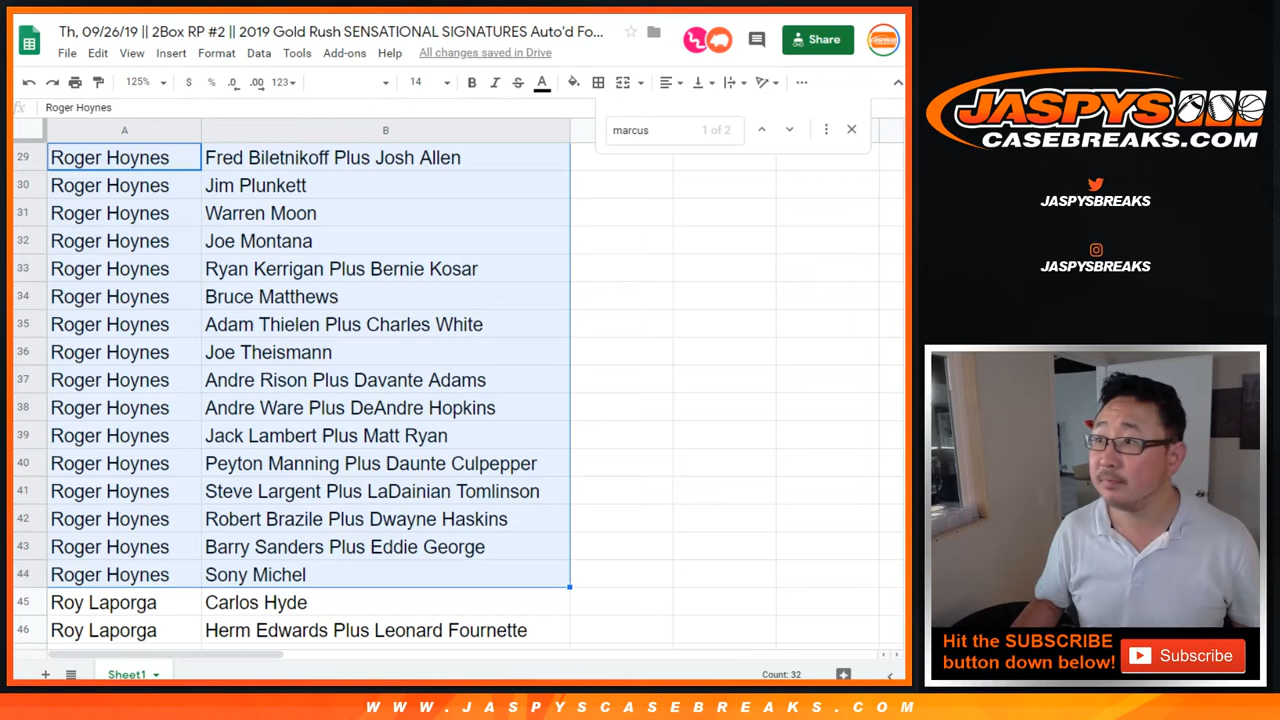 Th, 09/26/19 || 2Box RP #2 || 2019 Gold Rush SENSATIONAL SIGNATURES Auto'd Fo...
File Edit View Insert Format Data Tools Add-ons Help All changes saved in Drive
Share
125% $ % .0 .00 123 14 B I S A
fx Roger Hoynes
marcus 1 of 2
A B
29 Roger Hoynes Fred Biletnikoff Plus Josh Allen
30 Roger Hoynes Jim Plunkett
31 Roger Hoynes Warren Moon
32 Roger Hoynes Joe Montana
33 Roger Hoynes Ryan Kerrigan Plus Bernie Kosar
34 Roger Hoynes Bruce Matthews
35 Roger Hoynes Adam Thielen Plus Charles White
36 Roger Hoynes Joe Theismann
37 Roger Hoynes Andre Rison Plus Davante Adams
38 Roger Hoynes Andre Ware Plus DeAndre Hopkins
39 Roger Hoynes Jack Lambert Plus Matt Ryan
40 Roger Hoynes Peyton Manning Plus Daunte Culpepper
41 Roger Hoynes Steve Largent Plus LaDainian Tomlinson
42 Roger Hoynes Robert Brazile Plus Dwayne Haskins
43 Roger Hoynes Barry Sanders Plus Eddie George
44 Roger Hoynes Sony Michel
45 Roy Laporga Carlos Hyde
46 Roy Laporga Herm Edwards Plus Leonard Fournette
Sheet1 Count: 32
JASPYS
CASEBREAKS.COM
JASPYSBREAKS
JASPYSBREAKS
Hit the SUBSCRIBE
button down below!
Subscribe
WWW.JASPYSCASEBREAKS.COM